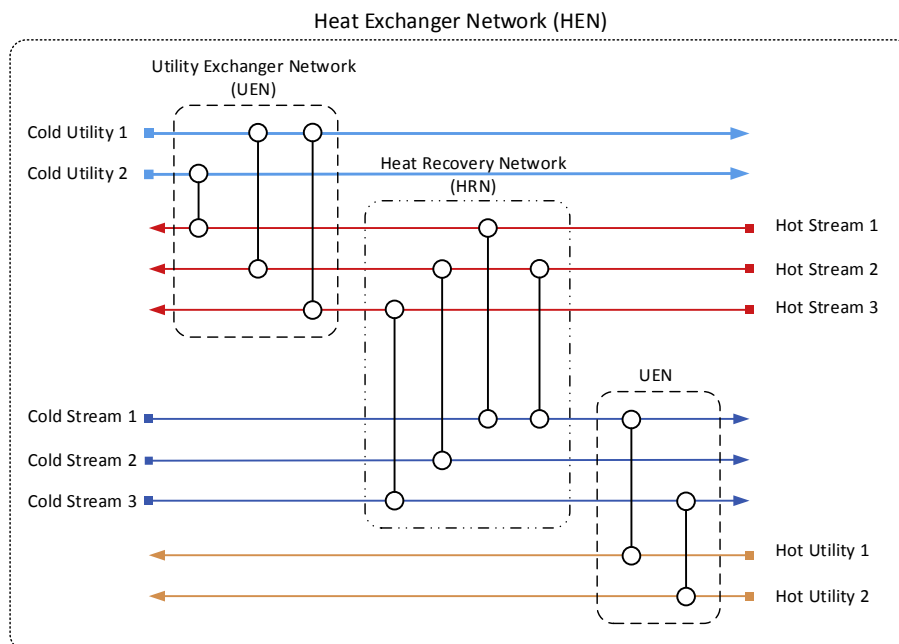 Heat Exchanger Network (HEN)
Utility Exchanger Network
(UEN)
Cold Utility 1
Cold Utility 2
Heat Recovery Network
(HRN)
Hot Stream 1
Hot Stream 2
Hot Stream 3
UEN
Cold Stream 1
Cold Stream 2
Cold Stream 3
Hot Utility 1
Hot Utility 2